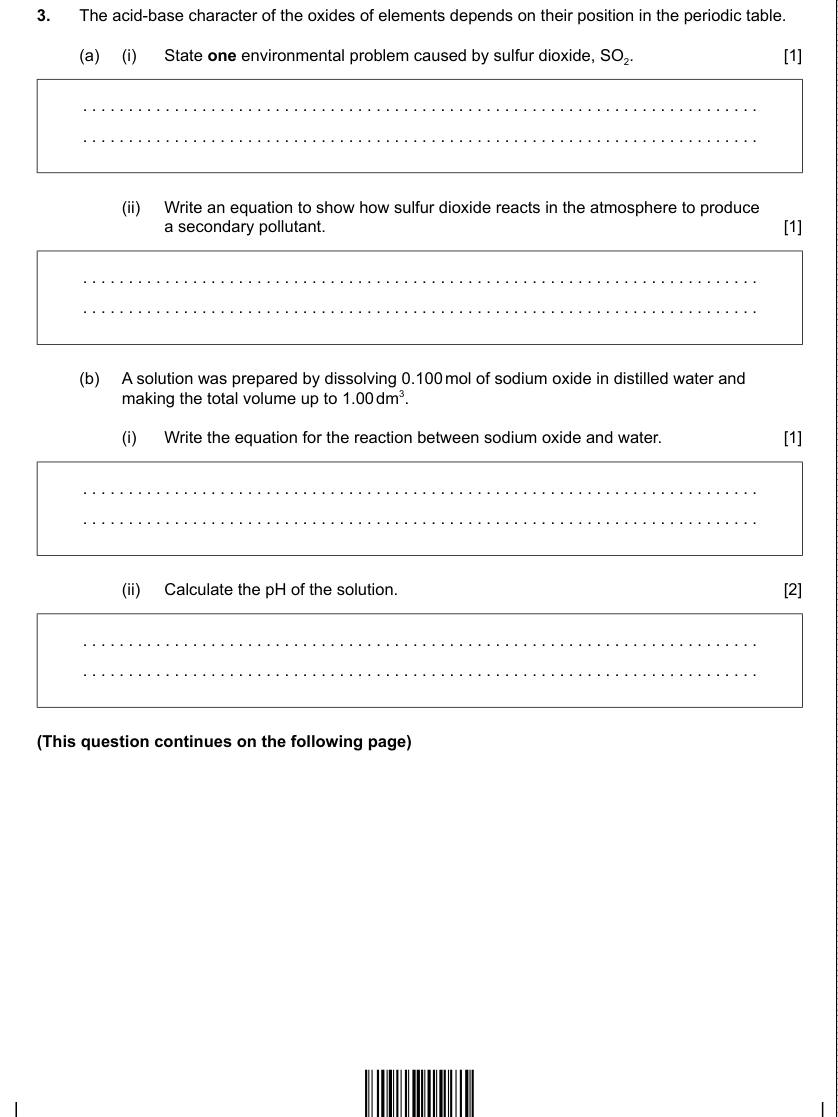 3. The acid-base character of the oxides of elements depends on their position in the periodic table.
(a) (i) State one environmental problem caused by sulfur dioxide, SO₂. [1]
(ii) Write an equation to show how sulfur dioxide reacts in the atmosphere to produce
a secondary pollutant. [1]
(b) A solution was prepared by dissolving 0.100 mol of sodium oxide in distilled water and
making the total volume up to 1.00 dm³.
(i) Write the equation for the reaction between sodium oxide and water. [1]
(ii) Calculate the pH of the solution. [2]
(This question continues on the following page)